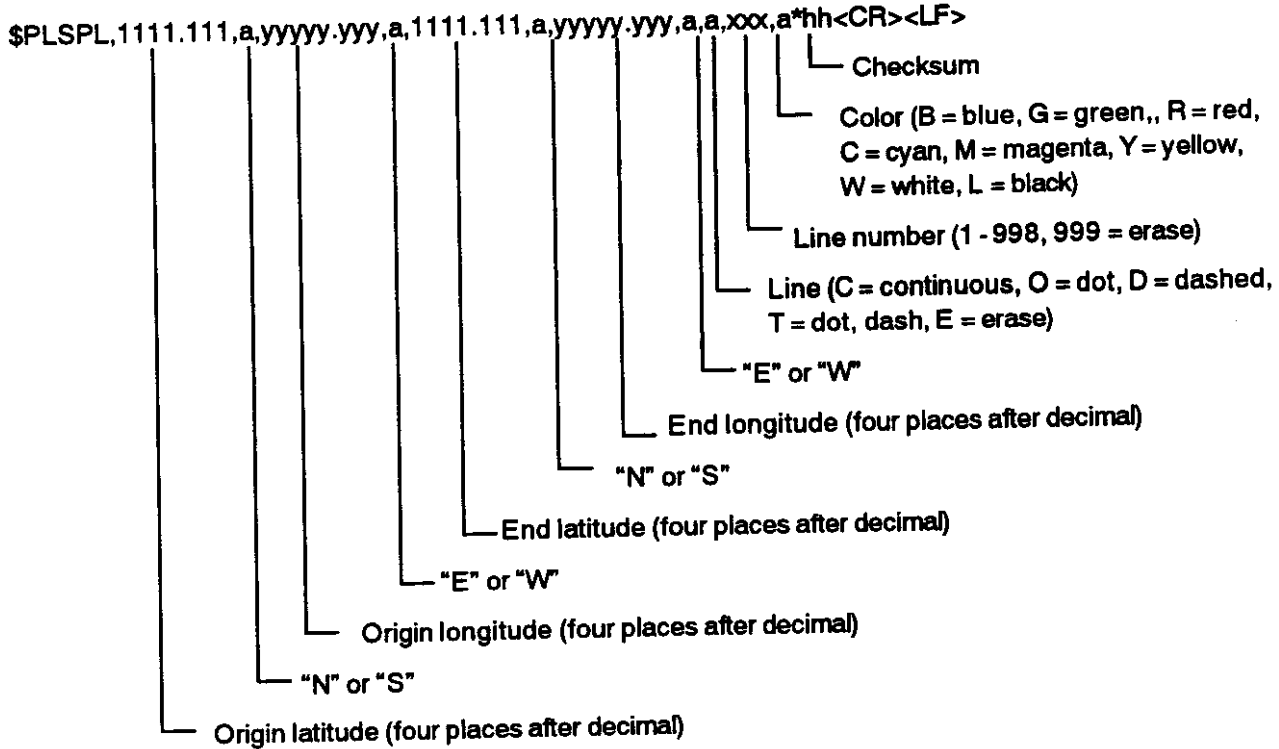 $PLSPL,1111.111,a,yyyyy.yyy,a,1111.111,a,yyyyy.yyy,a,a,xxx,a*hh<CR><LF>
Checksum
Color (B = blue, G = green,, R = red,
C = cyan, M = magenta, Y = yellow,
W = white, L = black)
Line number (1 - 998, 999 = erase)
Line (C = continuous, O = dot, D = dashed,
T = dot, dash, E = erase)
“E” or “W”
End longitude (four places after decimal)
“N” or “S”
End latitude (four places after decimal)
“E” or “W”
Origin longitude (four places after decimal)
“N” or “S”
Origin latitude (four places after decimal)